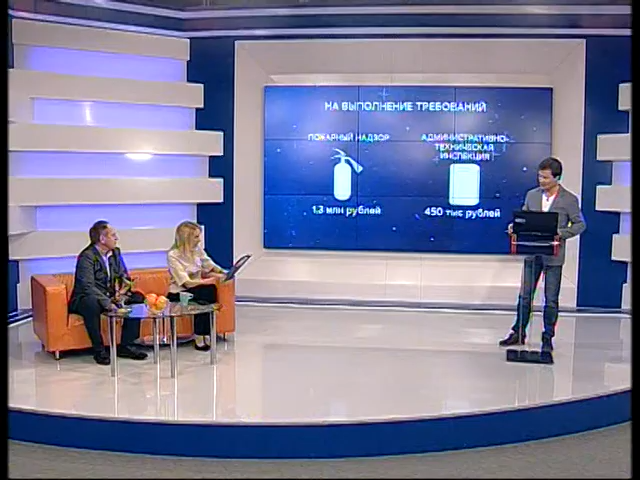 НА ВЫПОЛНЕНИЕ ТРЕБОВАНИЙ
ПОЖАРНЫЙ НАДЗОР
1.3 млн рублей
АДМИНИСТРАТИВНО-
ТЕХНИЧЕСКАЯ
ИНСПЕКЦИЯ
450 тыс рублей